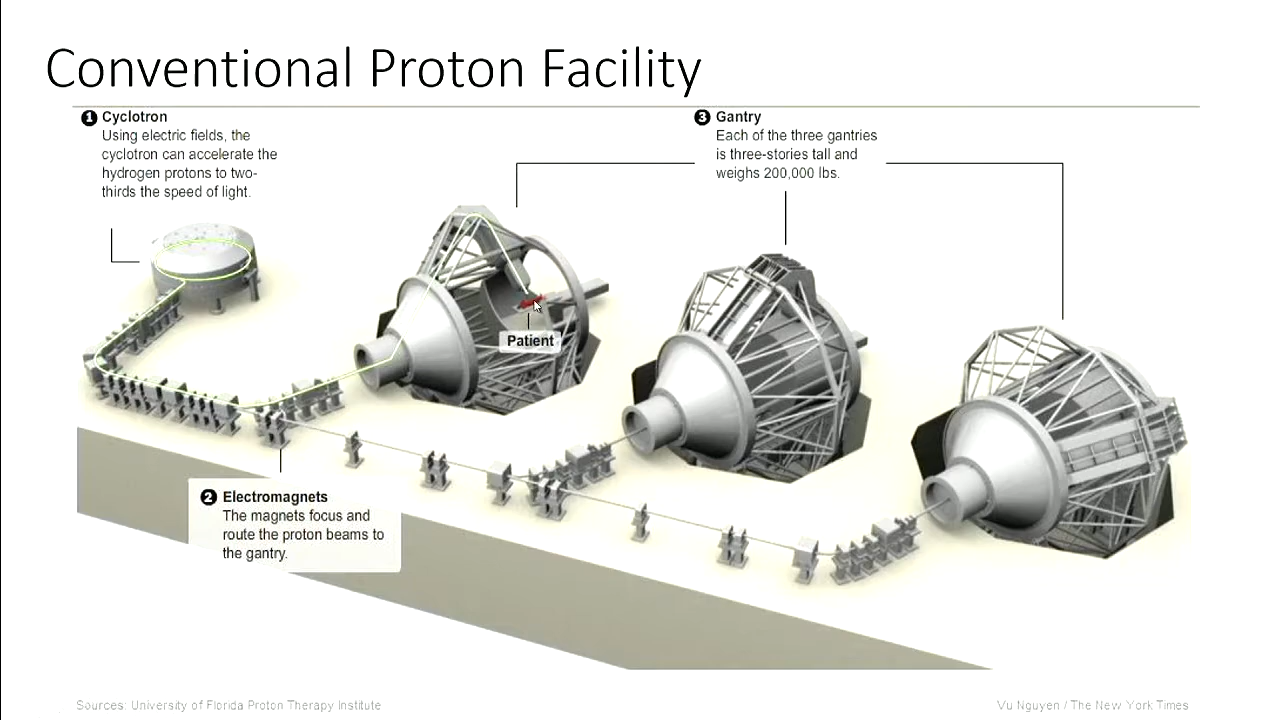 Conventional Proton Facility
1 Cyclotron
Using electric fields, the
cyclotron can accelerate the
hydrogen protons to two-
thirds the speed of light.
3 Gantry
Each of the three gantries
is three-stories tall and
weighs 200,000 lbs.
Patient
2 Electromagnets
The magnets focus and
route the proton beams to
the gantry.
Sources: University of Florida Proton Therapy Institute
Vu Nguyen / The New York Times